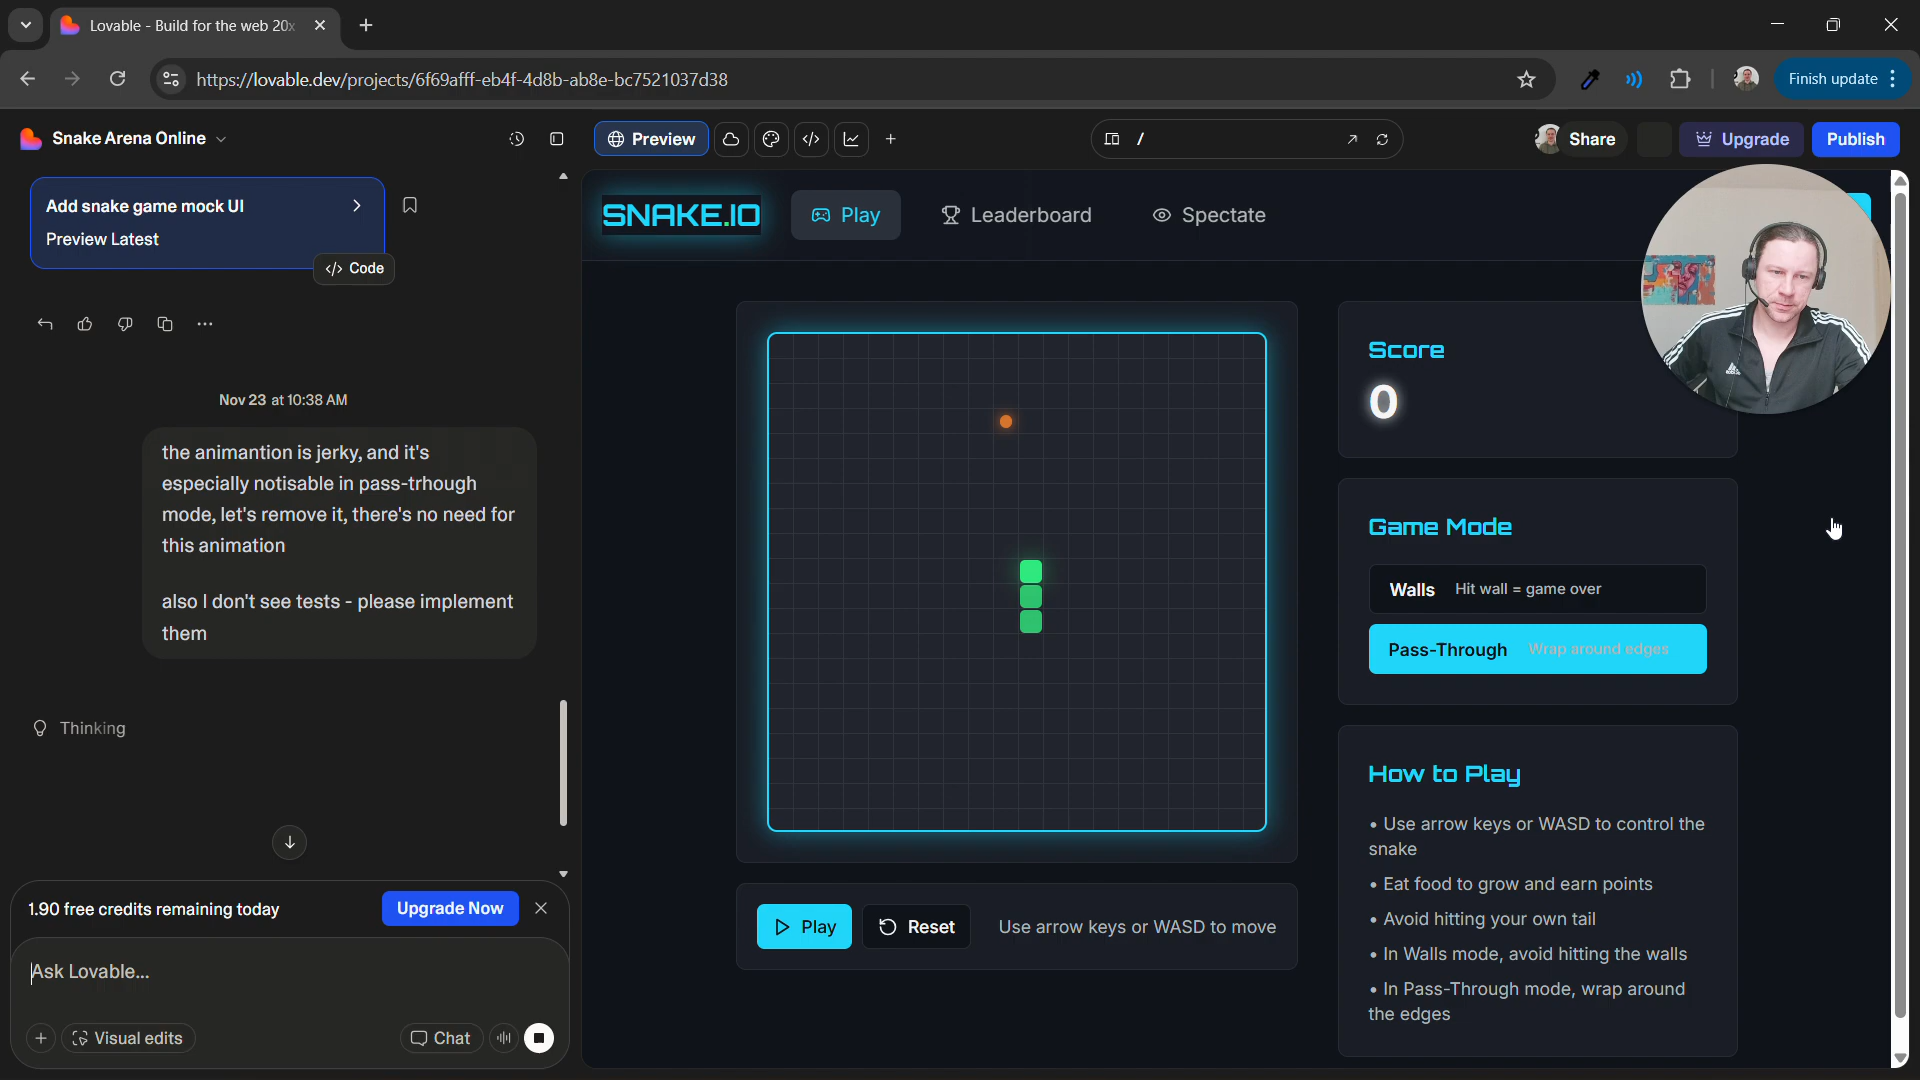 Lovable - Build for the web 20x
https://lovable.dev/projects/6f69afff-eb4f-4d8b-ab8e-bc7521037d38
Finish update
Snake Arena Online
Preview
/
Share
Upgrade
Publish
Add snake game mock UI
Preview Latest
Code
Nov 23 at 10:38 AM
the animantion is jerky, and it's
especially notisable in pass-trhough
mode, let's remove it, there's no need for
this animation
also I don't see tests - please implement
them
Thinking
1.90 free credits remaining today
Upgrade Now
Ask Lovable...
Visual edits
Chat
SNAKE.IO
Play
Leaderboard
Spectate
Play
Reset
Use arrow keys or WASD to move
Score
0
Game Mode
Walls Hit wall = game over
Pass-Through Wrap around edges
How to Play
• Use arrow keys or WASD to control the
snake
• Eat food to grow and earn points
• Avoid hitting your own tail
• In Walls mode, avoid hitting the walls
• In Pass-Through mode, wrap around
the edges